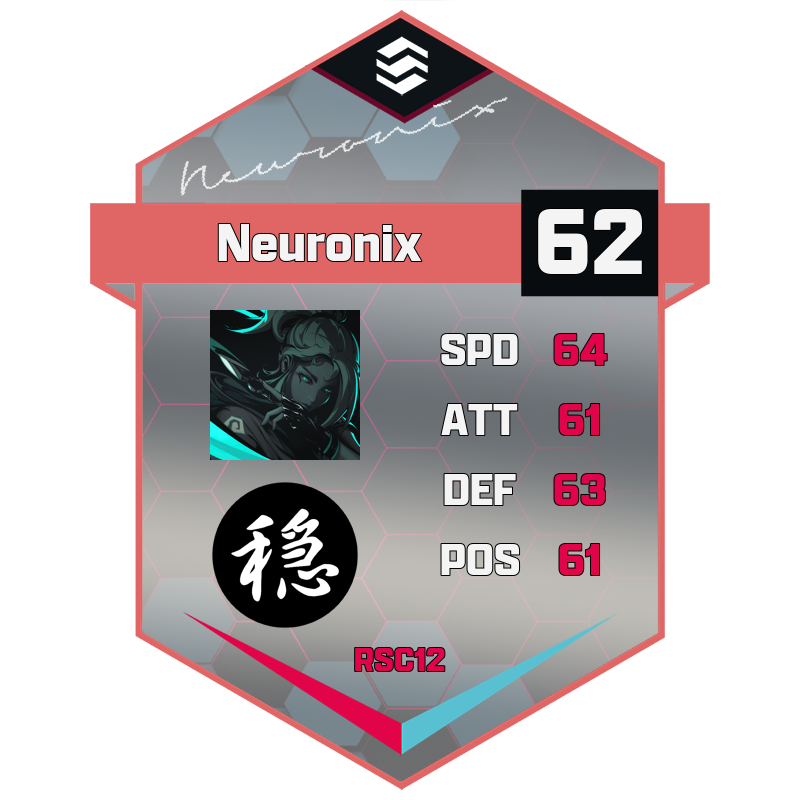 Neuronix
Neuronix
62
SPD 64
ATT 61
DEF 63
POS 61
稳
RSC12